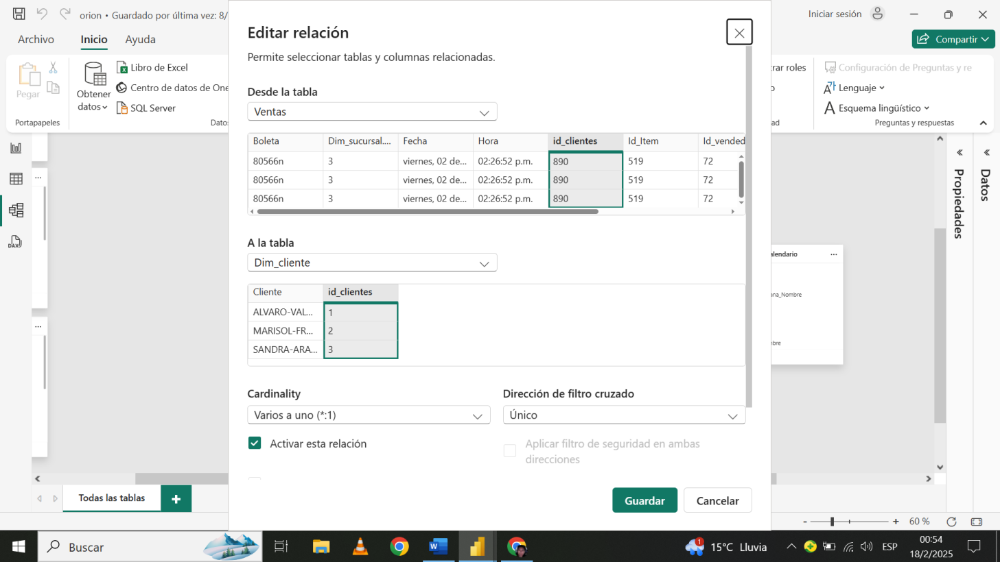 orion • Guardado por última vez: 8/
Iniciar sesión
Archivo
Inicio
Ayuda
Compartir
Pegar
Portapapeles
Obtener
datos
Libro de Excel
Centro de datos de One
SQL Server
Dato
rar roles
ad
Configuración de Preguntas y re
Lenguaje
Esquema lingüístico
Preguntas y respuestas
Editar relación
Permite seleccionar tablas y columnas relacionadas.
Desde la tabla
Ventas
Boleta Dim_sucursal.... Fecha Hora id_clientes Id_Item Id_vended
80566n 3 viernes, 02 de... 02:26:52 p.m. 890 519 72
80566n 3 viernes, 02 de... 02:26:52 p.m. 890 519 72
80566n 3 viernes, 02 de... 02:26:52 p.m. 890 519 72
A la tabla
Dim_cliente
Cliente id_clientes
ALVARO-VAL... 1
MARISOL-FR... 2
SANDRA-ARA... 3
Cardinality
Varios a uno (*:1)
Dirección de filtro cruzado
Único
Activar esta relación
Aplicar filtro de seguridad en ambas
direcciones
Guardar
Cancelar
Propiedades
Datos
alendario
ana_Nombre
bre
DAX
Todas las tablas
60 %
Buscar
1
15°C Lluvia
ESP
00:54
18/2/2025